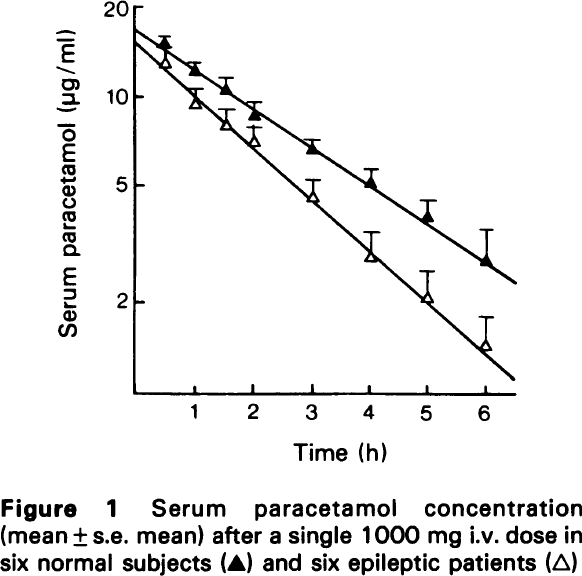 20
10
5
2
Serum paracetamol (µg/ml)
1 2 3 4 5 6
Time (h)
Figure 1 Serum paracetamol concentration
(mean ± s.e. mean) after a single 1000 mg i.v. dose in
six normal subjects (▲) and six epileptic patients (△)